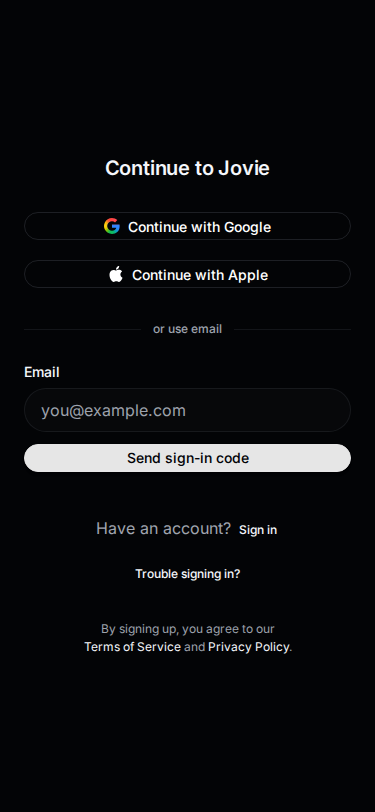 Continue to Jovie
Continue with Google
Continue with Apple
or use email
Email
you@example.com
Send sign-in code
Have an account? Sign in
Trouble signing in?
By signing up, you agree to our
Terms of Service and Privacy Policy.